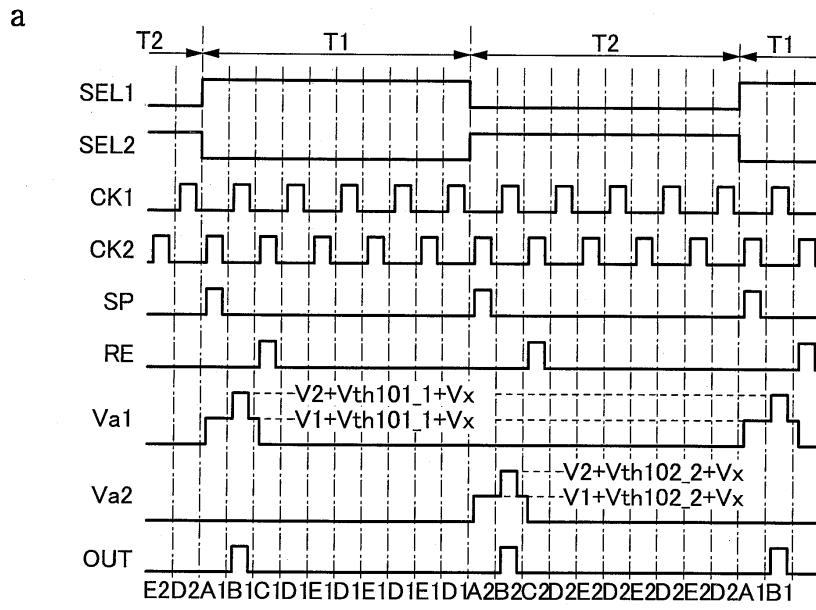 a
T2 T1 T2 T1
SEL1
SEL2
CK1
CK2
SP
RE
V2+Vth101_1+Vx
Va1
V1+Vth101_1+Vx
V2+Vth102_2+Vx
Va2
V1+Vth102_2+Vx
OUT
E2D2A1B1C1D1E1D1E1D1E1D1A2B2C2D2E2D2E2D2E2D2A1B1